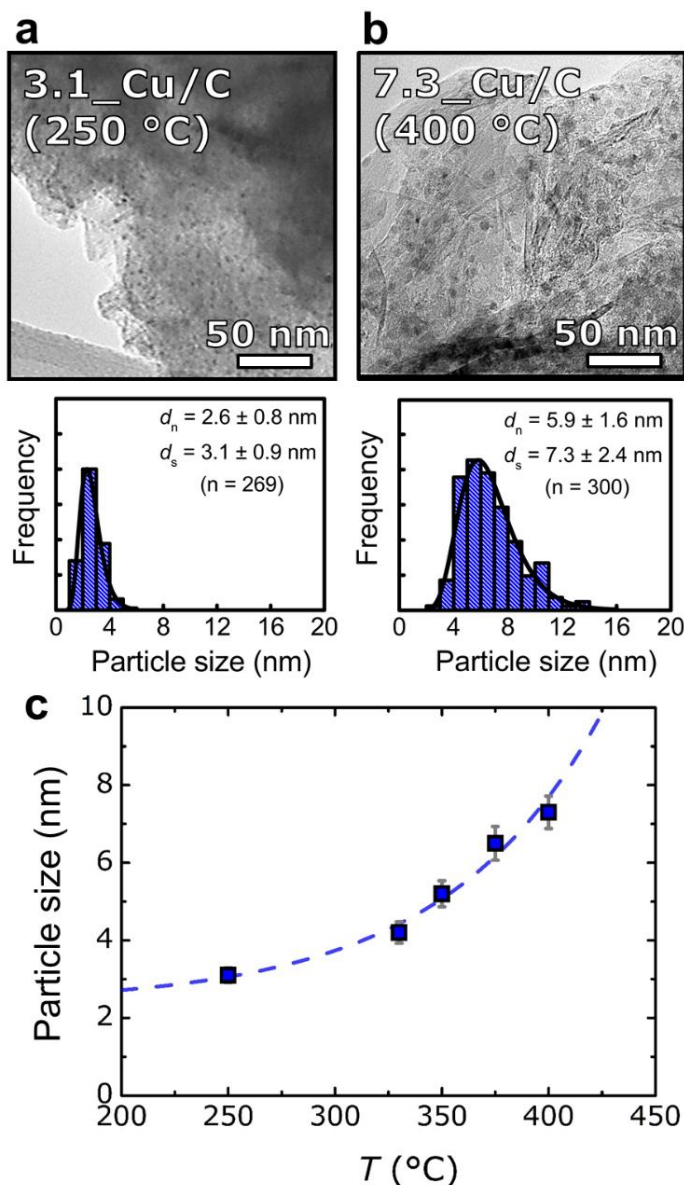 a
3.1_Cu/C
(250 °C)
50 nm
b
7.3_Cu/C
(400 °C)
50 nm
Frequency
dn = 2.6 ± 0.8 nm
ds = 3.1 ± 0.9 nm
(n = 269)
0 4 8 12 16 20
Particle size (nm)
Frequency
dn = 5.9 ± 1.6 nm
ds = 7.3 ± 2.4 nm
(n = 300)
0 4 8 12 16 20
Particle size (nm)
c
Particle size (nm)
10
8
6
4
2
0
200 250 300 350 400 450
T (°C)